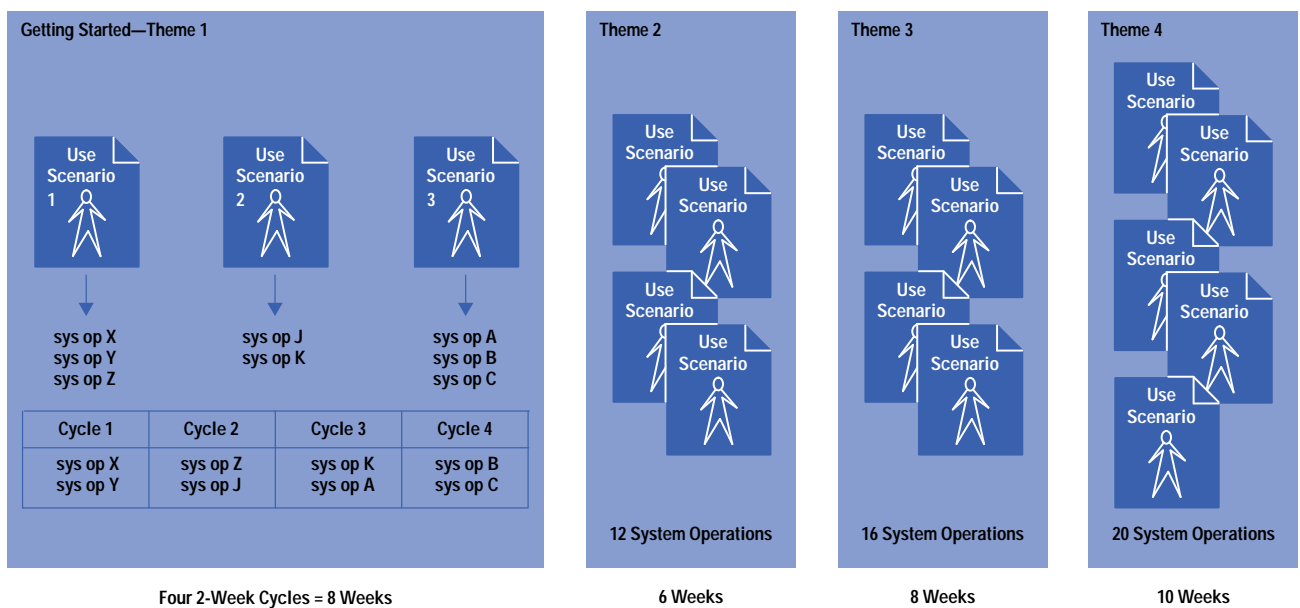 Getting Started—Theme 1
Use
Scenario
1
Use
Scenario
2
Use
Scenario
3
sys op X
sys op Y
sys op Z
sys op J
sys op K
sys op A
sys op B
sys op C
Cycle 1 Cycle 2 Cycle 3 Cycle 4
sys op X sys op Z sys op K sys op B
sys op Y sys op J sys op A sys op C
Four 2-Week Cycles = 8 Weeks
Theme 2
Use
Scenario
Use
Scenario
Use
Scenario
Use
Scenario
12 System Operations
6 Weeks
Theme 3
Use
Scenario
Use
Scenario
Use
Scenario
Use
Scenario
16 System Operations
8 Weeks
Theme 4
Use
Scenario
Use
Scenario
Use
Scenario
Use
Scenario
Use
Scenario
20 System Operations
10 Weeks